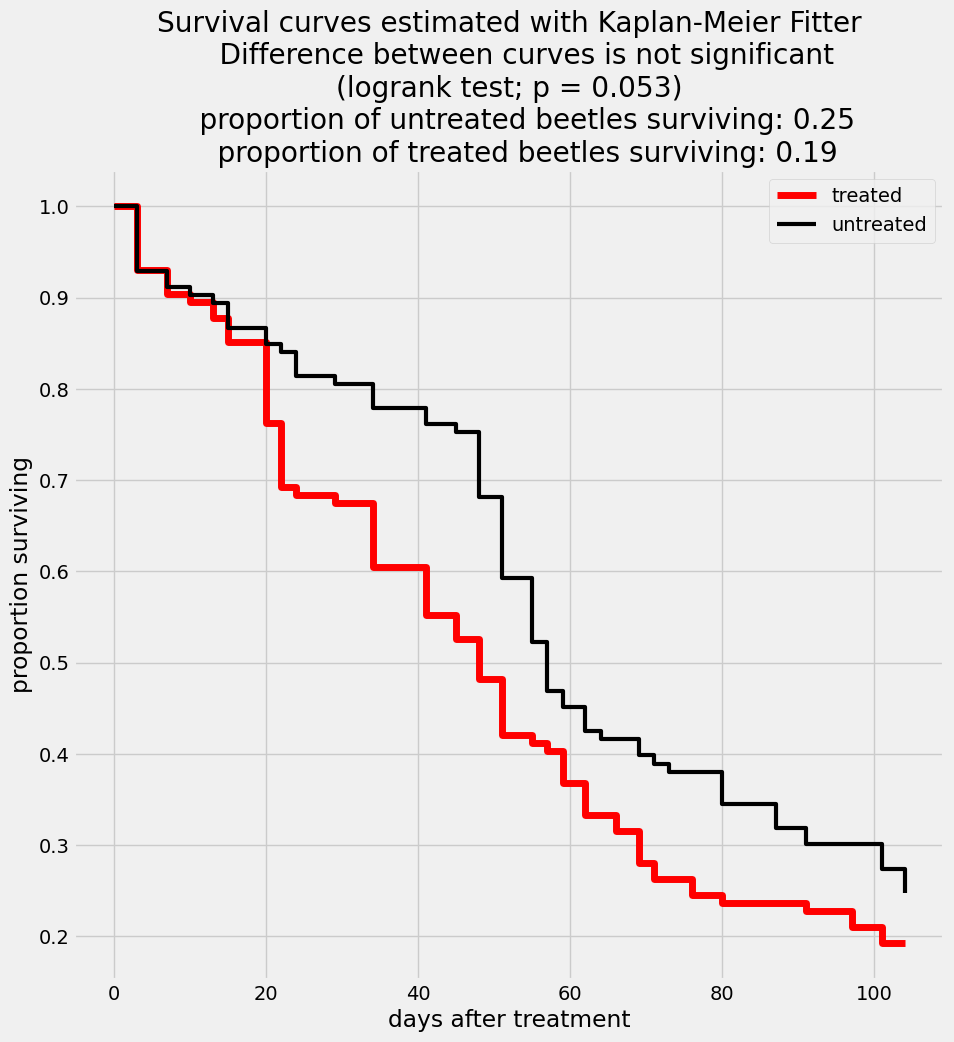 Survival curves estimated with Kaplan-Meier Fitter
Difference between curves is not significant
(logrank test; p = 0.053)
proportion of untreated beetles surviving: 0.25
proportion of treated beetles surviving: 0.19
treated
untreated
1.0
0.9
0.8
0.7
0.6
0.5
0.4
0.3
0.2
proportion surviving
0 20 40 60 80 100
days after treatment